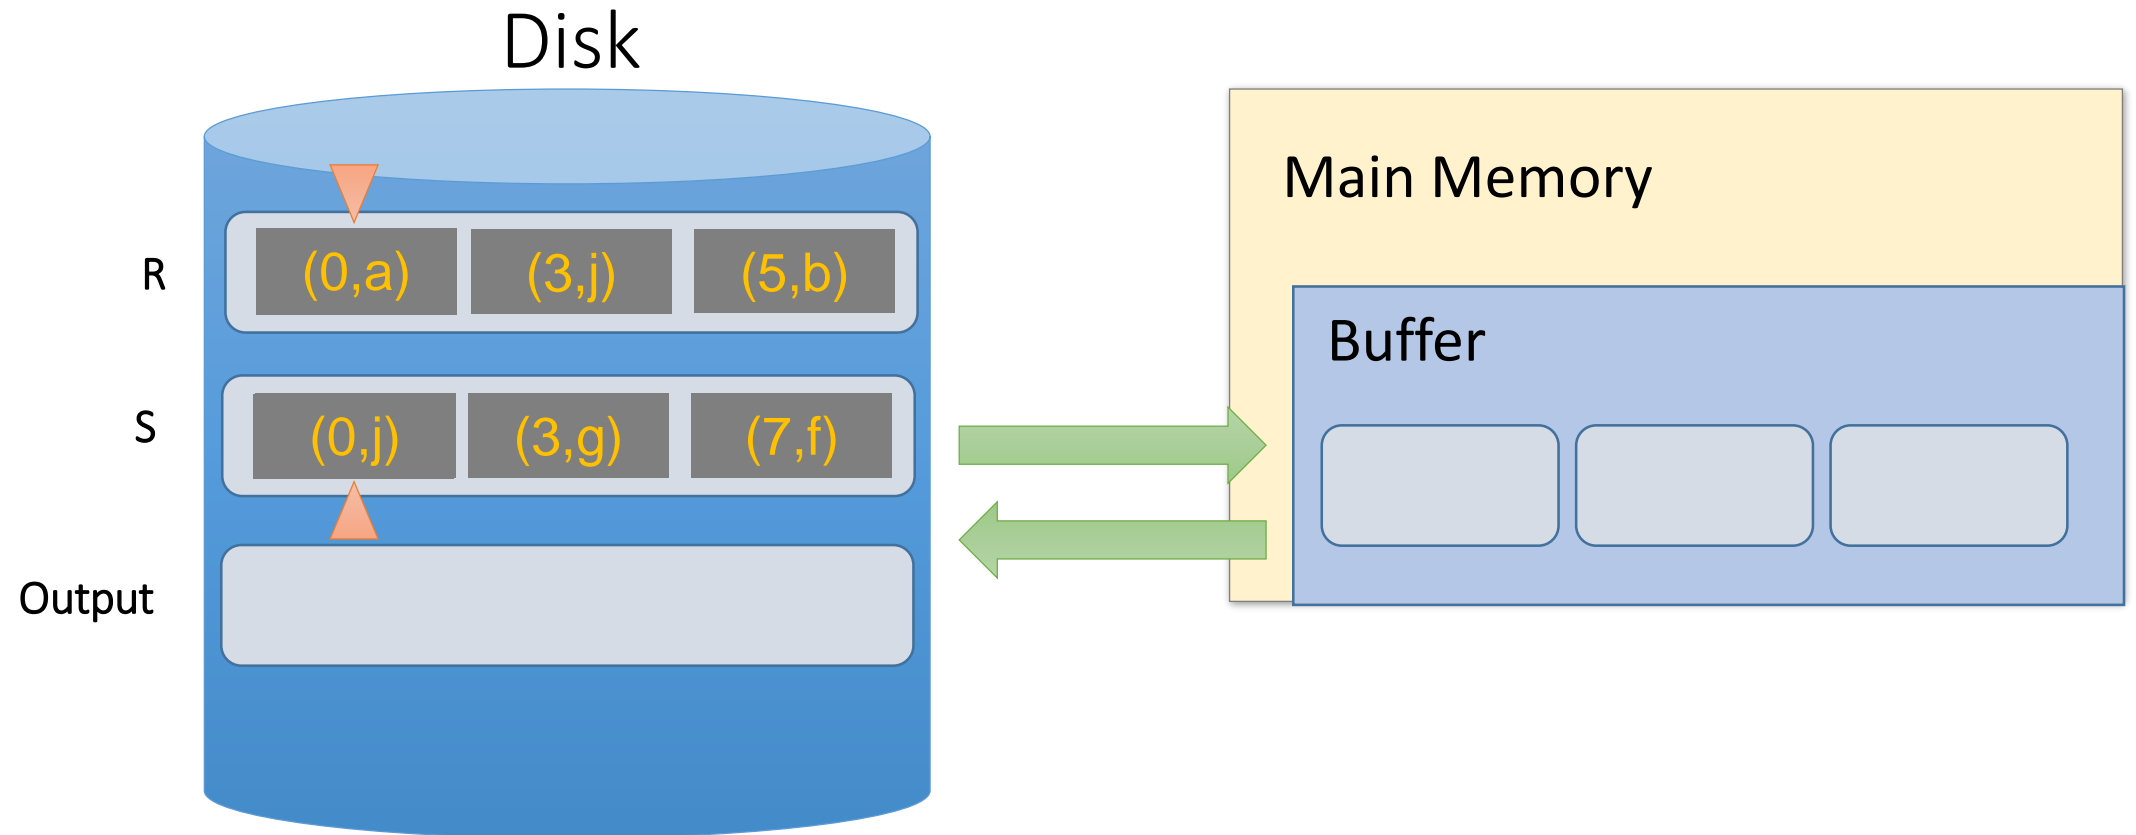 Disk
Main Memory
R
(0,a) (3,j) (5,b)
Buffer
S
(0,j) (3,g) (7,f)
Output